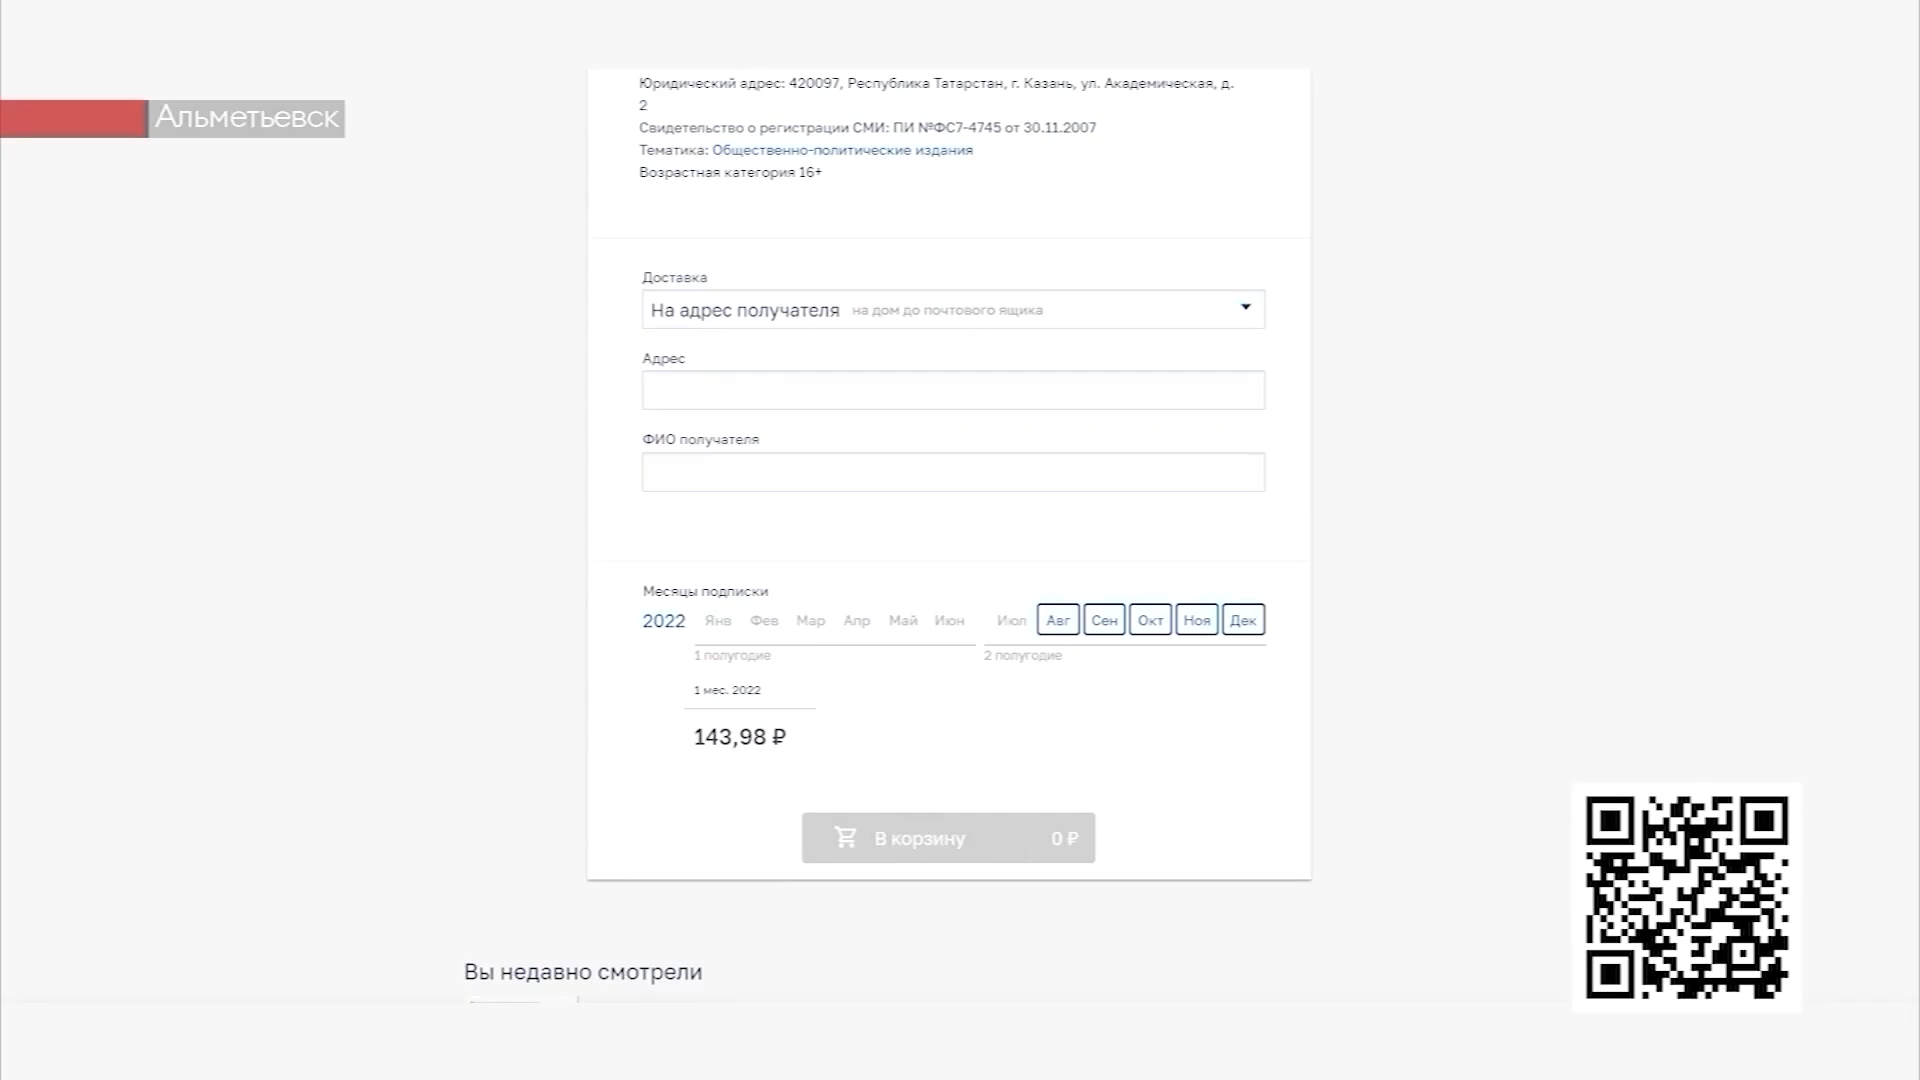 Альметьевск
Юридический адрес: 420097, Республика Татарстан, г. Казань, ул. Академическая, д.
2
Свидетельство о регистрации СМИ: ПИ №ФС7-4745 от 30.11.2007
Тематика: Общественно-политические издания
Возрастная категория 16+
Доставка
На адрес получателя на дом до почтового ящика
Адрес
ФИО получателя
Месяцы подписки
2022 Янв Фев Мар Апр Май Июн Июл Авг Сен Окт Ноя Дек
1 полугодие 2 полугодие
1 мес. 2022
143,98 ₽
В корзину 0 ₽
Вы недавно смотрели